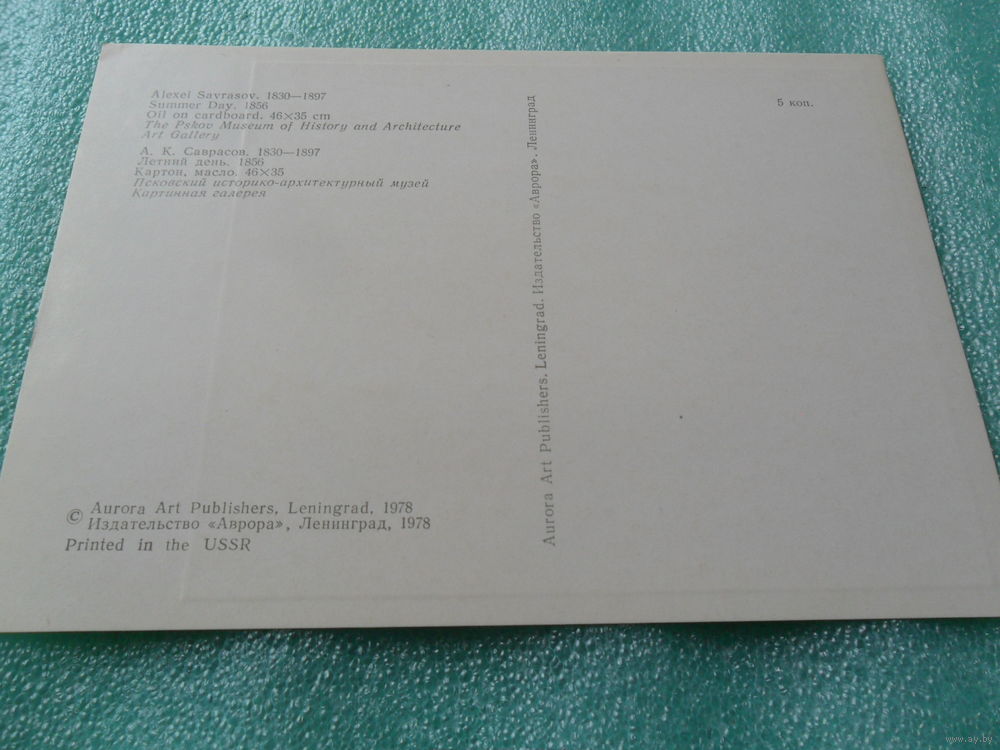 Alexei Savrasov. 1830—1897
Summer Day. 1856
Oil on cardboard. 46×35 cm
The Pskov Museum of History and Architecture
Art Gallery
А. К. Саврасов. 1830—1897
Летний день. 1856
Картон, масло. 46×35
Псковский историко-архитектурный музей
Картинная галерея
5 коп.
Aurora Art Publishers. Leningrad. Издательство «Аврора». Ленинград
© Aurora Art Publishers, Leningrad, 1978
Издательство «Аврора», Ленинград, 1978
Printed in the USSR
www.ay.by